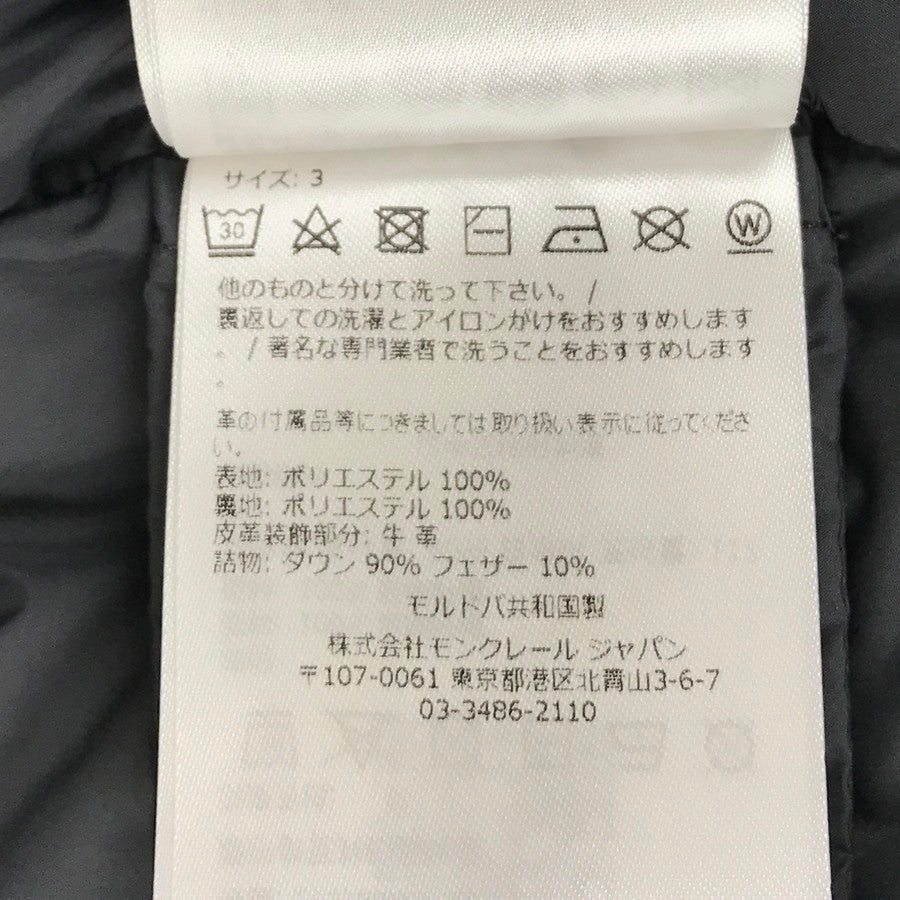 サイズ: 3
30
W
他のものと分けて洗って下さい。 /
裏返しての洗濯とアイロンがけをおすすめします
。 / 著名な専門業者で洗うことをおすすめします
。
革の付属品等につきましては取り扱い表示に従ってくださ
い。
表地: ポリエステル 100%
裏地: ポリエステル 100%
皮革装飾部分: 牛 革
詰物: ダウン 90% フェザー 10%
モルドバ共和国製
株式会社モンクレール ジャパン
〒107-0061 東京都港区北青山3-6-7
03-3486-2110